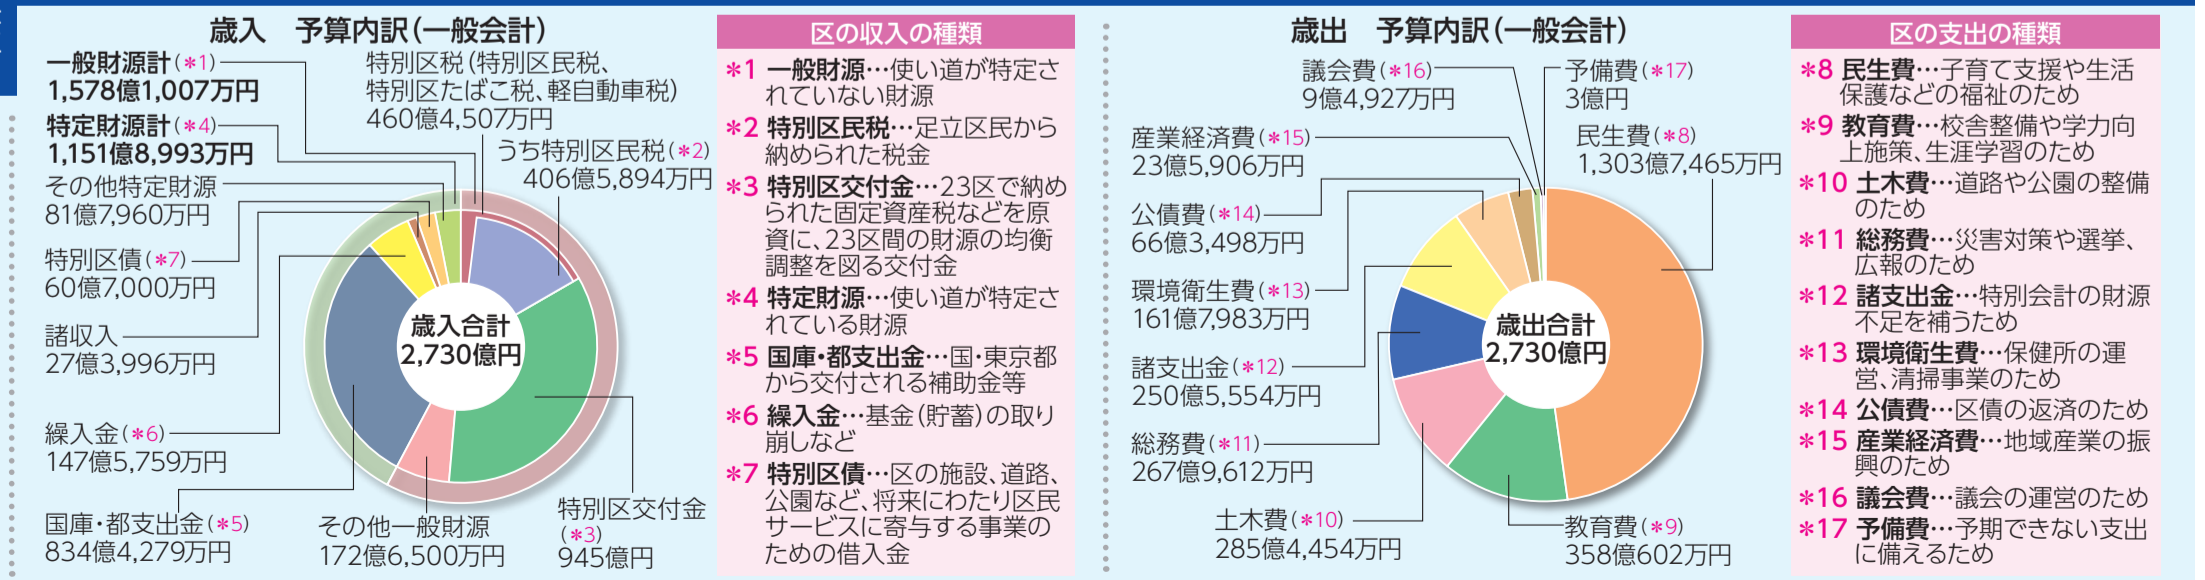 歳入 予算内訳(一般会計)
一般財源計(*1)
1,578億1,007万円
特定財源計(*4)
1,151億8,993万円
その他特定財源
81億7,960万円
特別区債(*7)
60億7,000万円
諸収入
27億3,996万円
繰入金(*6)
147億5,759万円
国庫・都支出金(*5)
834億4,279万円
特別区税(特別区民税、
特別区たばこ税、軽自動車税)
460億4,507万円
うち特別区民税(*2)
406億5,894万円
歳入合計
2,730億円
その他一般財源
172億6,500万円
特別区交付金
(*3)
945億円
区の収入の種類
*1 一般財源…使い道が特定さ
れていない財源
*2 特別区民税…足立区民から
納められた税金
*3 特別区交付金…23区で納め
られた固定資産税などを原
資に、23区間の財源の均衡
調整を図る交付金
*4 特定財源…使い道が特定さ
れている財源
*5 国庫・都支出金…国・東京都
から交付される補助金等
*6 繰入金…基金(貯蓄)の取り
崩しなど
*7 特別区債…区の施設、道路、
公園など、将来にわたり区民
サービスに寄与する事業の
ための借入金
歳出 予算内訳(一般会計)
議会費(*16)
9億4,927万円
予備費(*17)
3億円
産業経済費(*15)
23億5,906万円
民生費(*8)
1,303億7,465万円
公債費(*14)
66億3,498万円
環境衛生費(*13)
161億7,983万円
諸支出金(*12)
250億5,554万円
総務費(*11)
267億9,612万円
土木費(*10)
285億4,454万円
教育費(*9)
358億602万円
歳出合計
2,730億円
区の支出の種類
*8 民生費…子育て支援や生活
保護などの福祉のため
*9 教育費…校舎整備や学力向
上施策、生涯学習のため
*10 土木費…道路や公園の整備
のため
*11 総務費…災害対策や選挙、
広報のため
*12 諸支出金…特別会計の財源
不足を補うため
*13 環境衛生費…保健所の運
営、清掃事業のため
*14 公債費…区債の返済のため
*15 産業経済費…地域産業の振
興のため
*16 議会費…議会の運営のため
*17 予備費…予期できない支出
に備えるため